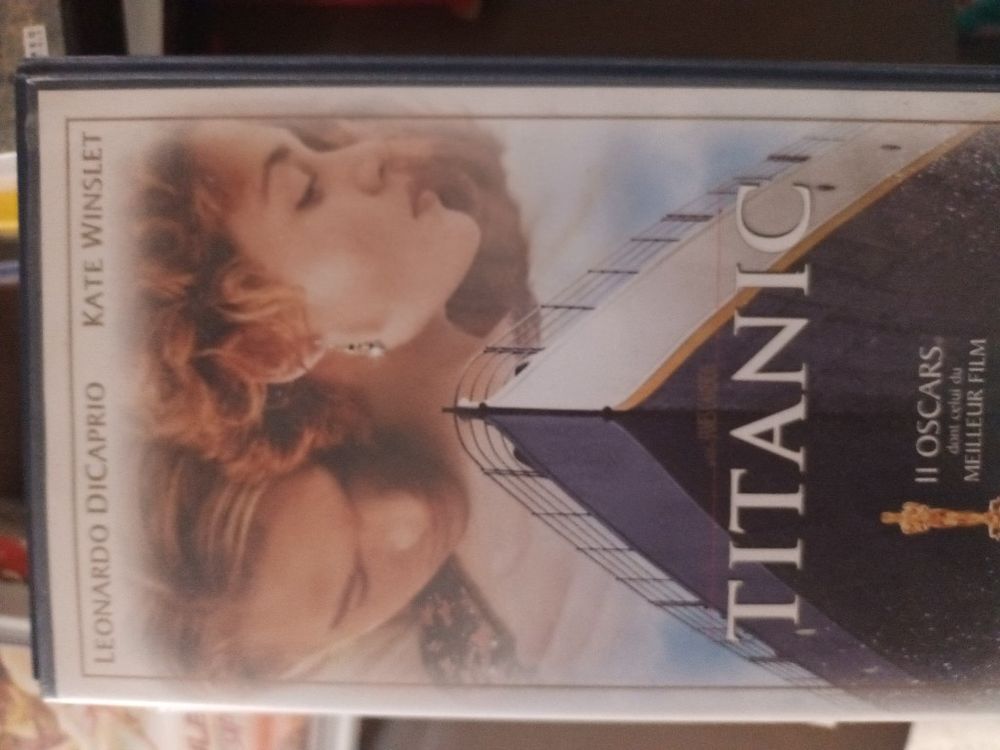 LEONARDO DICAPRIO KATE WINSLET
TITANIC
11 OSCARS
dont celui du
MEILLEUR FILM